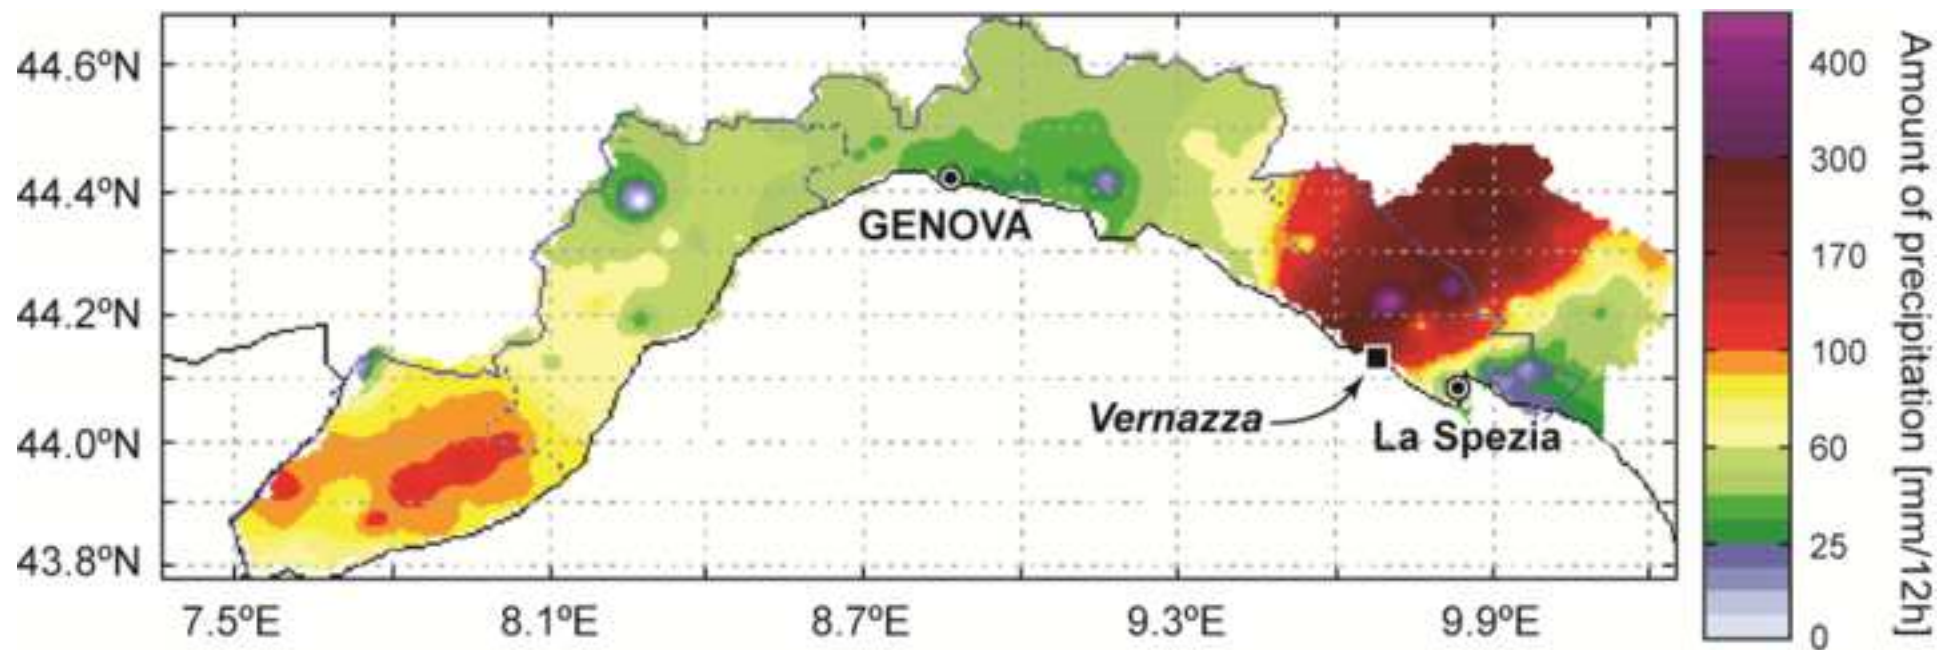 44.6ºN
44.4ºN
44.2ºN
44.0ºN
43.8ºN
7.5ºE
8.1ºE
8.7ºE
9.3ºE
9.9ºE
GENOVA
Vernazza
La Spezia
400
300
170
100
60
25
0
Amount of precipitation [mm/12h]